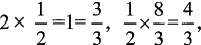 2 × 1/2 = 1 = 3/3, 1/2 × 8/3 = 4/3,